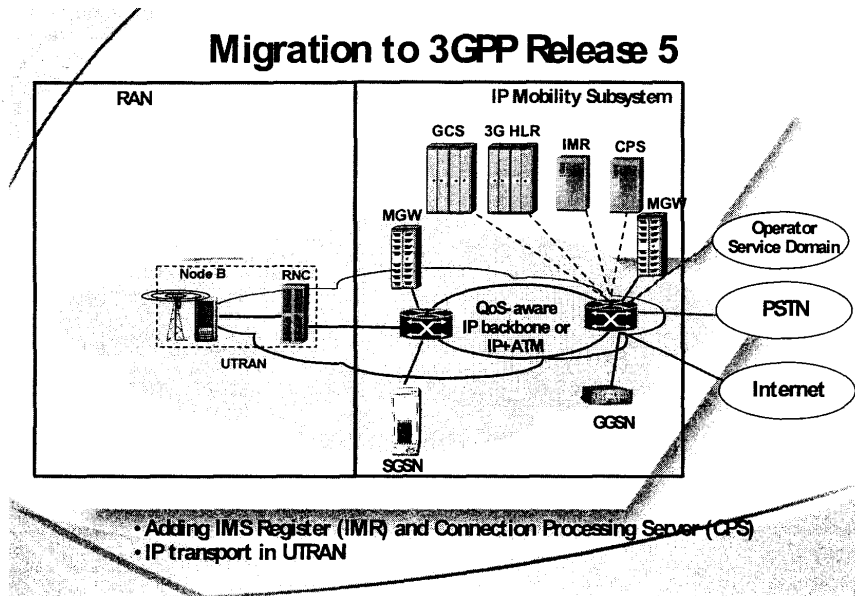 Migration to 3GPP Release 5
RAN
IP Mobility Subsystem
GCS
3G HLR
IMR
CPS
MGW
MGW
Operator
Service Domain
Node B
RNC
QoS-aware
IP backbone or
IP+ATM
PSTN
UTRAN
Internet
GGSN
SGSN
• Adding IMS Register (IMR) and Connection Processing Server (CPS)
• IP transport in UTRAN